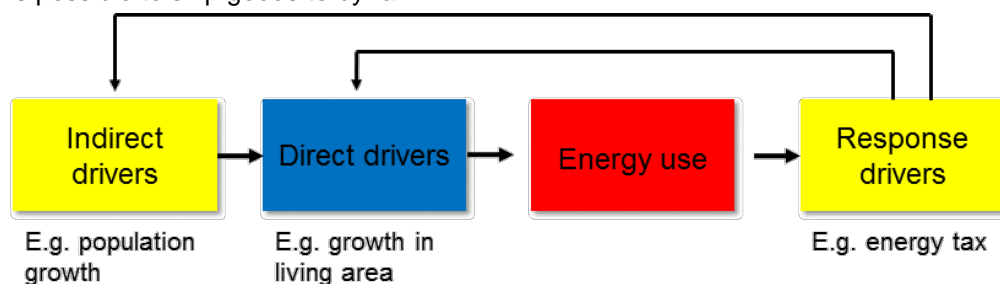 Indirect
drivers
Direct drivers
Energy use
Response
drivers
E.g. population
growth
E.g. growth in
living area
E.g. energy tax